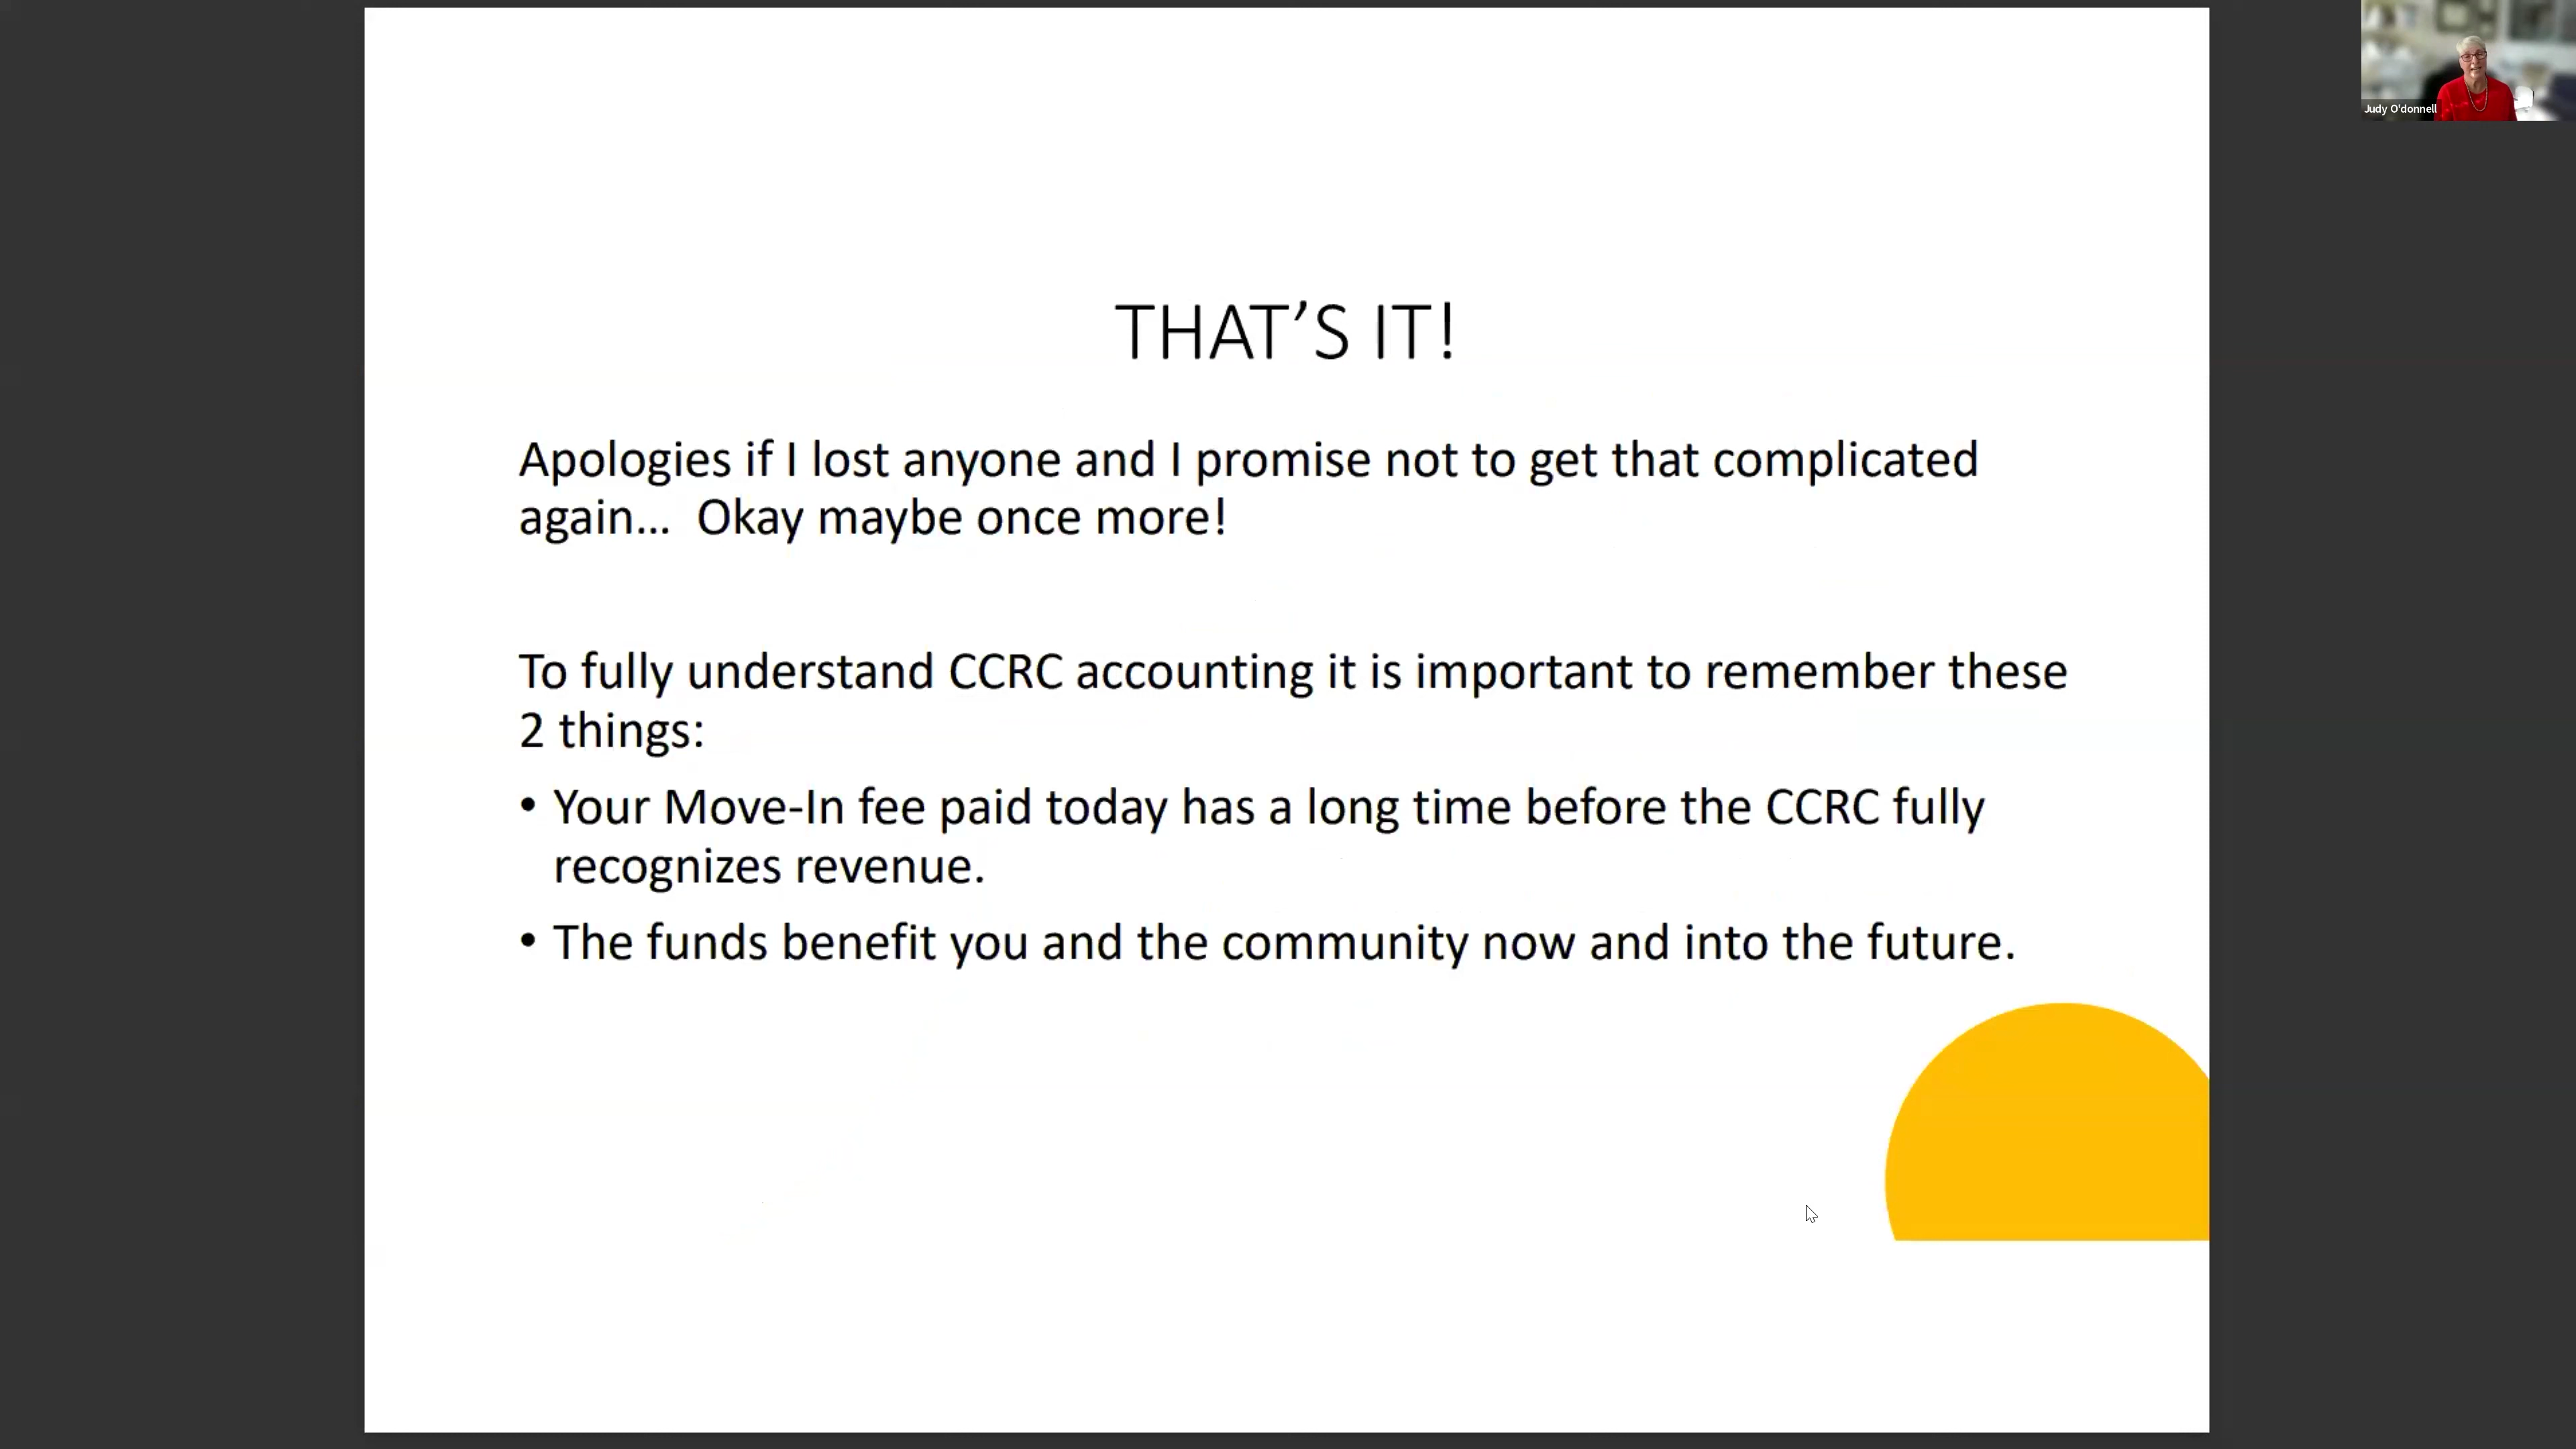 Judy O'donnell
THAT’S IT!
Apologies if I lost anyone and I promise not to get that complicated
again...  Okay maybe once more!
To fully understand CCRC accounting it is important to remember these
2 things:
• Your Move-In fee paid today has a long time before the CCRC fully
recognizes revenue.
• The funds benefit you and the community now and into the future.